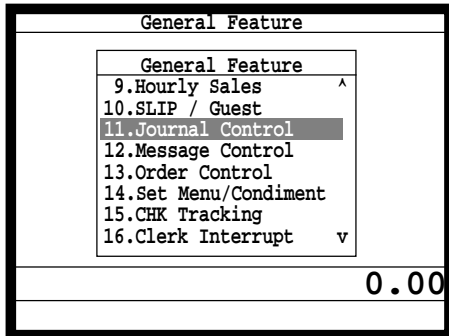 General Feature
General Feature
9.Hourly Sales ^
10.SLIP / Guest
11.Journal Control
12.Message Control
13.Order Control
14.Set Menu/Condiment
15.CHK Tracking
16.Clerk Interrupt v
0.00